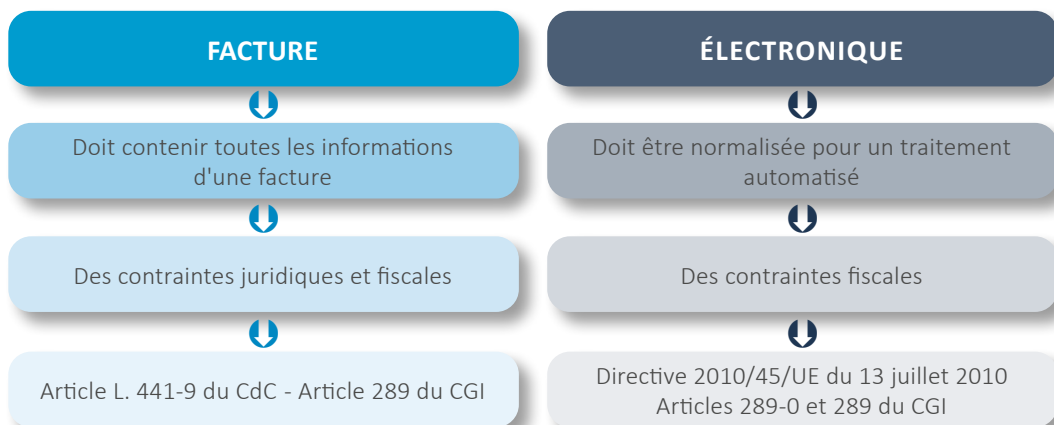 FACTURE
Doit contenir toutes les informations
d'une facture
Des contraintes juridiques et fiscales
Article L. 441-9 du CdC - Article 289 du CGI
ÉLECTRONIQUE
Doit être normalisée pour un traitement
automatisé
Des contraintes fiscales
Directive 2010/45/UE du 13 juillet 2010
Articles 289-0 et 289 du CGI